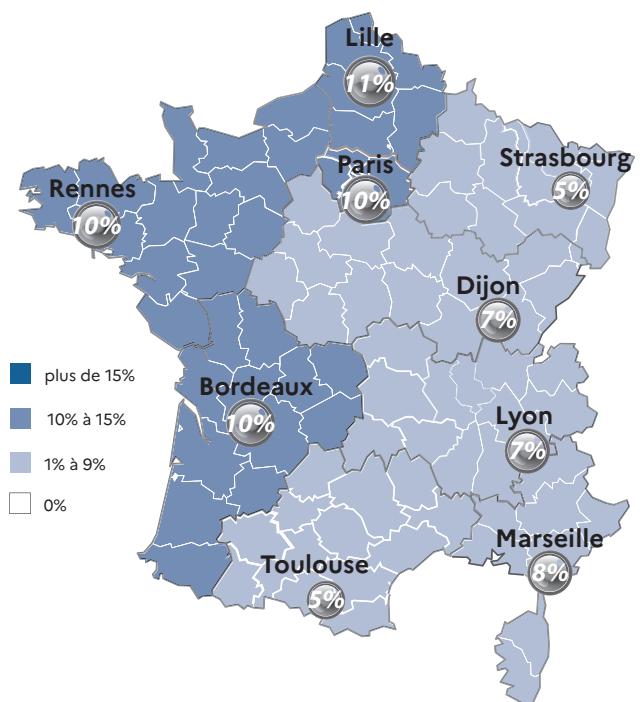 Lille
11%
Paris
10%
Strasbourg
5%
Rennes
10%
Dijon
7%
plus de 15%
10% à 15%
1% à 9%
0%
Bordeaux
10%
Lyon
7%
Marseille
8%
Toulouse
5%